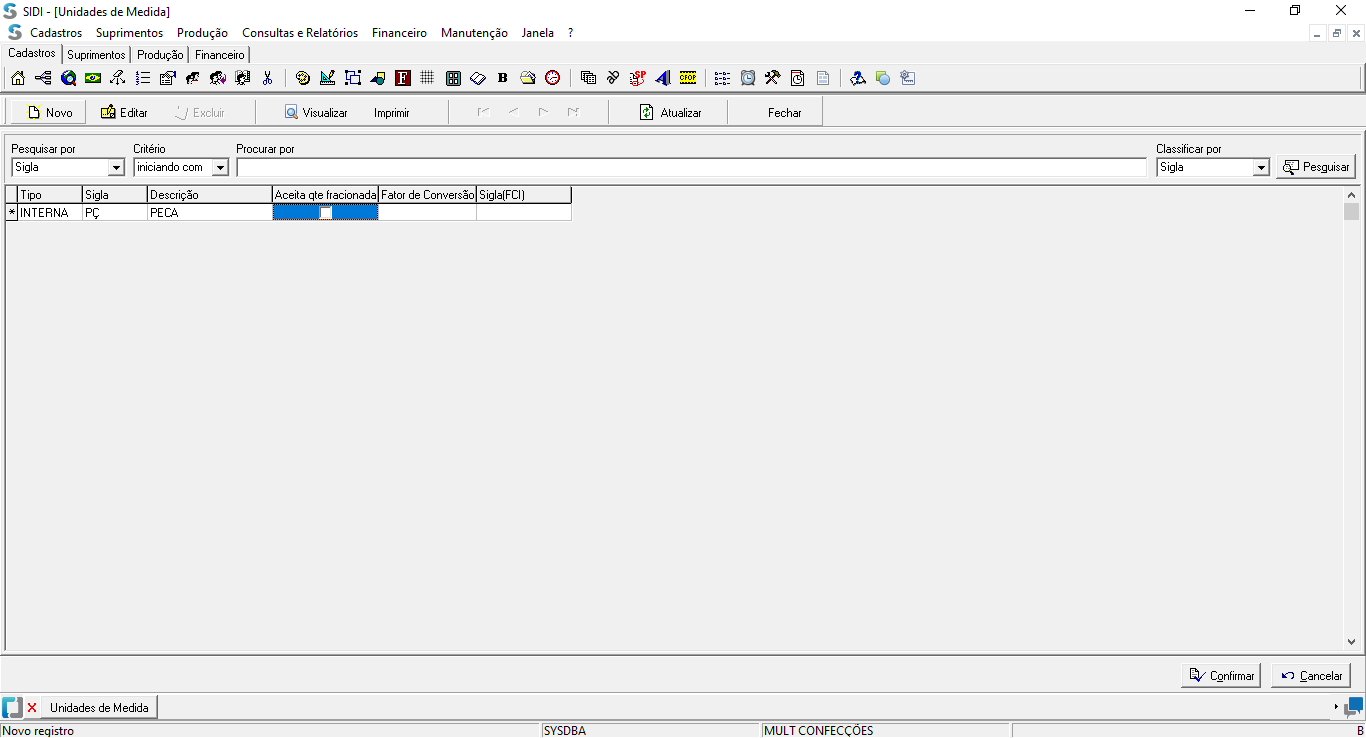 SIDI - [Unidades de Medida]
Cadastros Suprimentos Produção Consultas e Relatórios Financeiro Manutenção Janela ?
Cadastros Suprimentos Produção Financeiro
F B SP CFOP
Novo Editar Excluir Visualizar Imprimir Atualizar Fechar
Pesquisar por Critério Procurar por Classificar por
Sigla iniciando com Sigla Pesquisar
Tipo Sigla Descrição Aceita qte fracionada Fator de Conversão Sigla(FCI)
* INTERNA PÇ PECA
Confirmar Cancelar
Unidades de Medida
Novo registro SYSDBA MULT CONFECÇÕES B